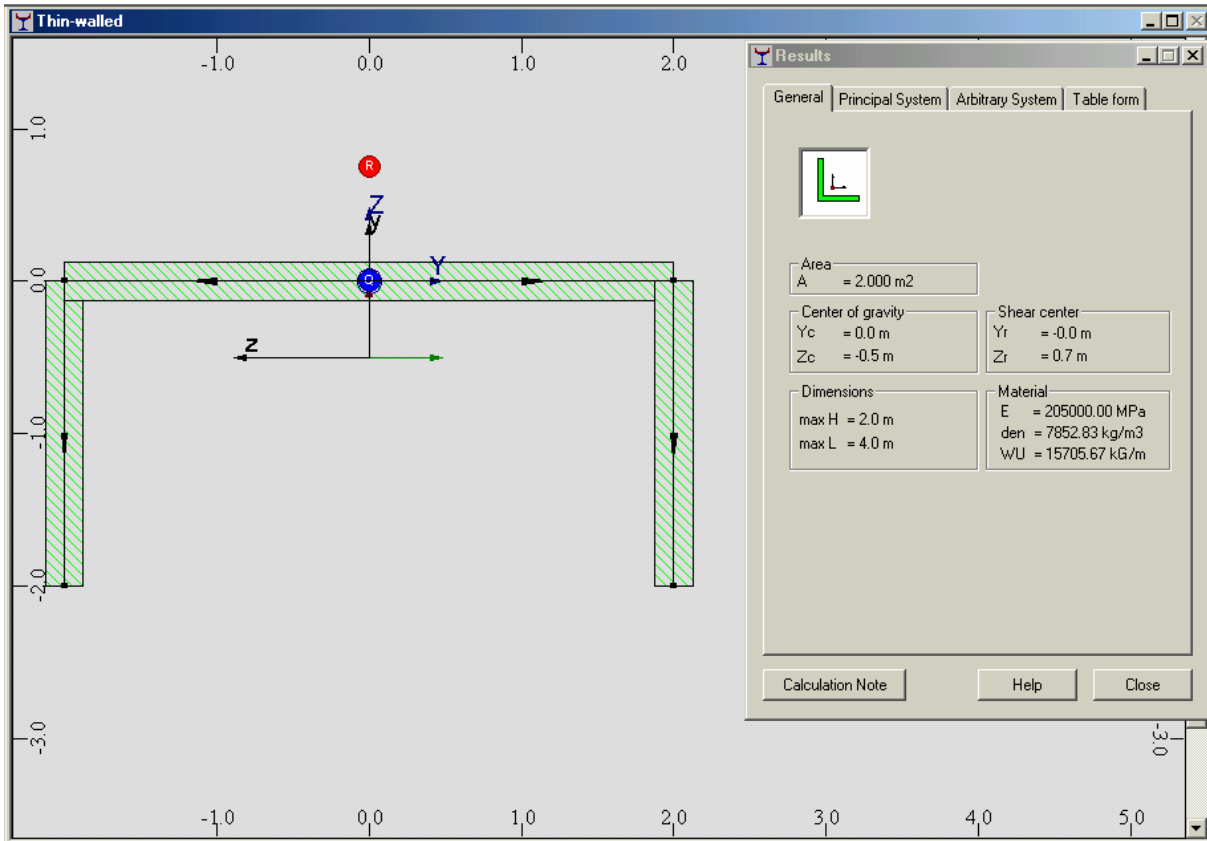 Thin-walled
-1.0 0.0 1.0 2.0
1.0
0.0
-1.0
-2.0
-3.0
R
Z
y
Y
z
-3.0
-1.0 0.0 1.0 2.0 3.0 4.0 5.0
Results
General Principal System Arbitrary System Table form
Area
A = 2.000 m2
Center of gravity
Yc = 0.0 m
Zc = -0.5 m
Shear center
Yr = -0.0 m
Zr = 0.7 m
Dimensions
max H = 2.0 m
max L = 4.0 m
Material
E = 205000.00 MPa
den = 7852.83 kg/m3
WU = 15705.67 kG/m
Calculation Note Help Close